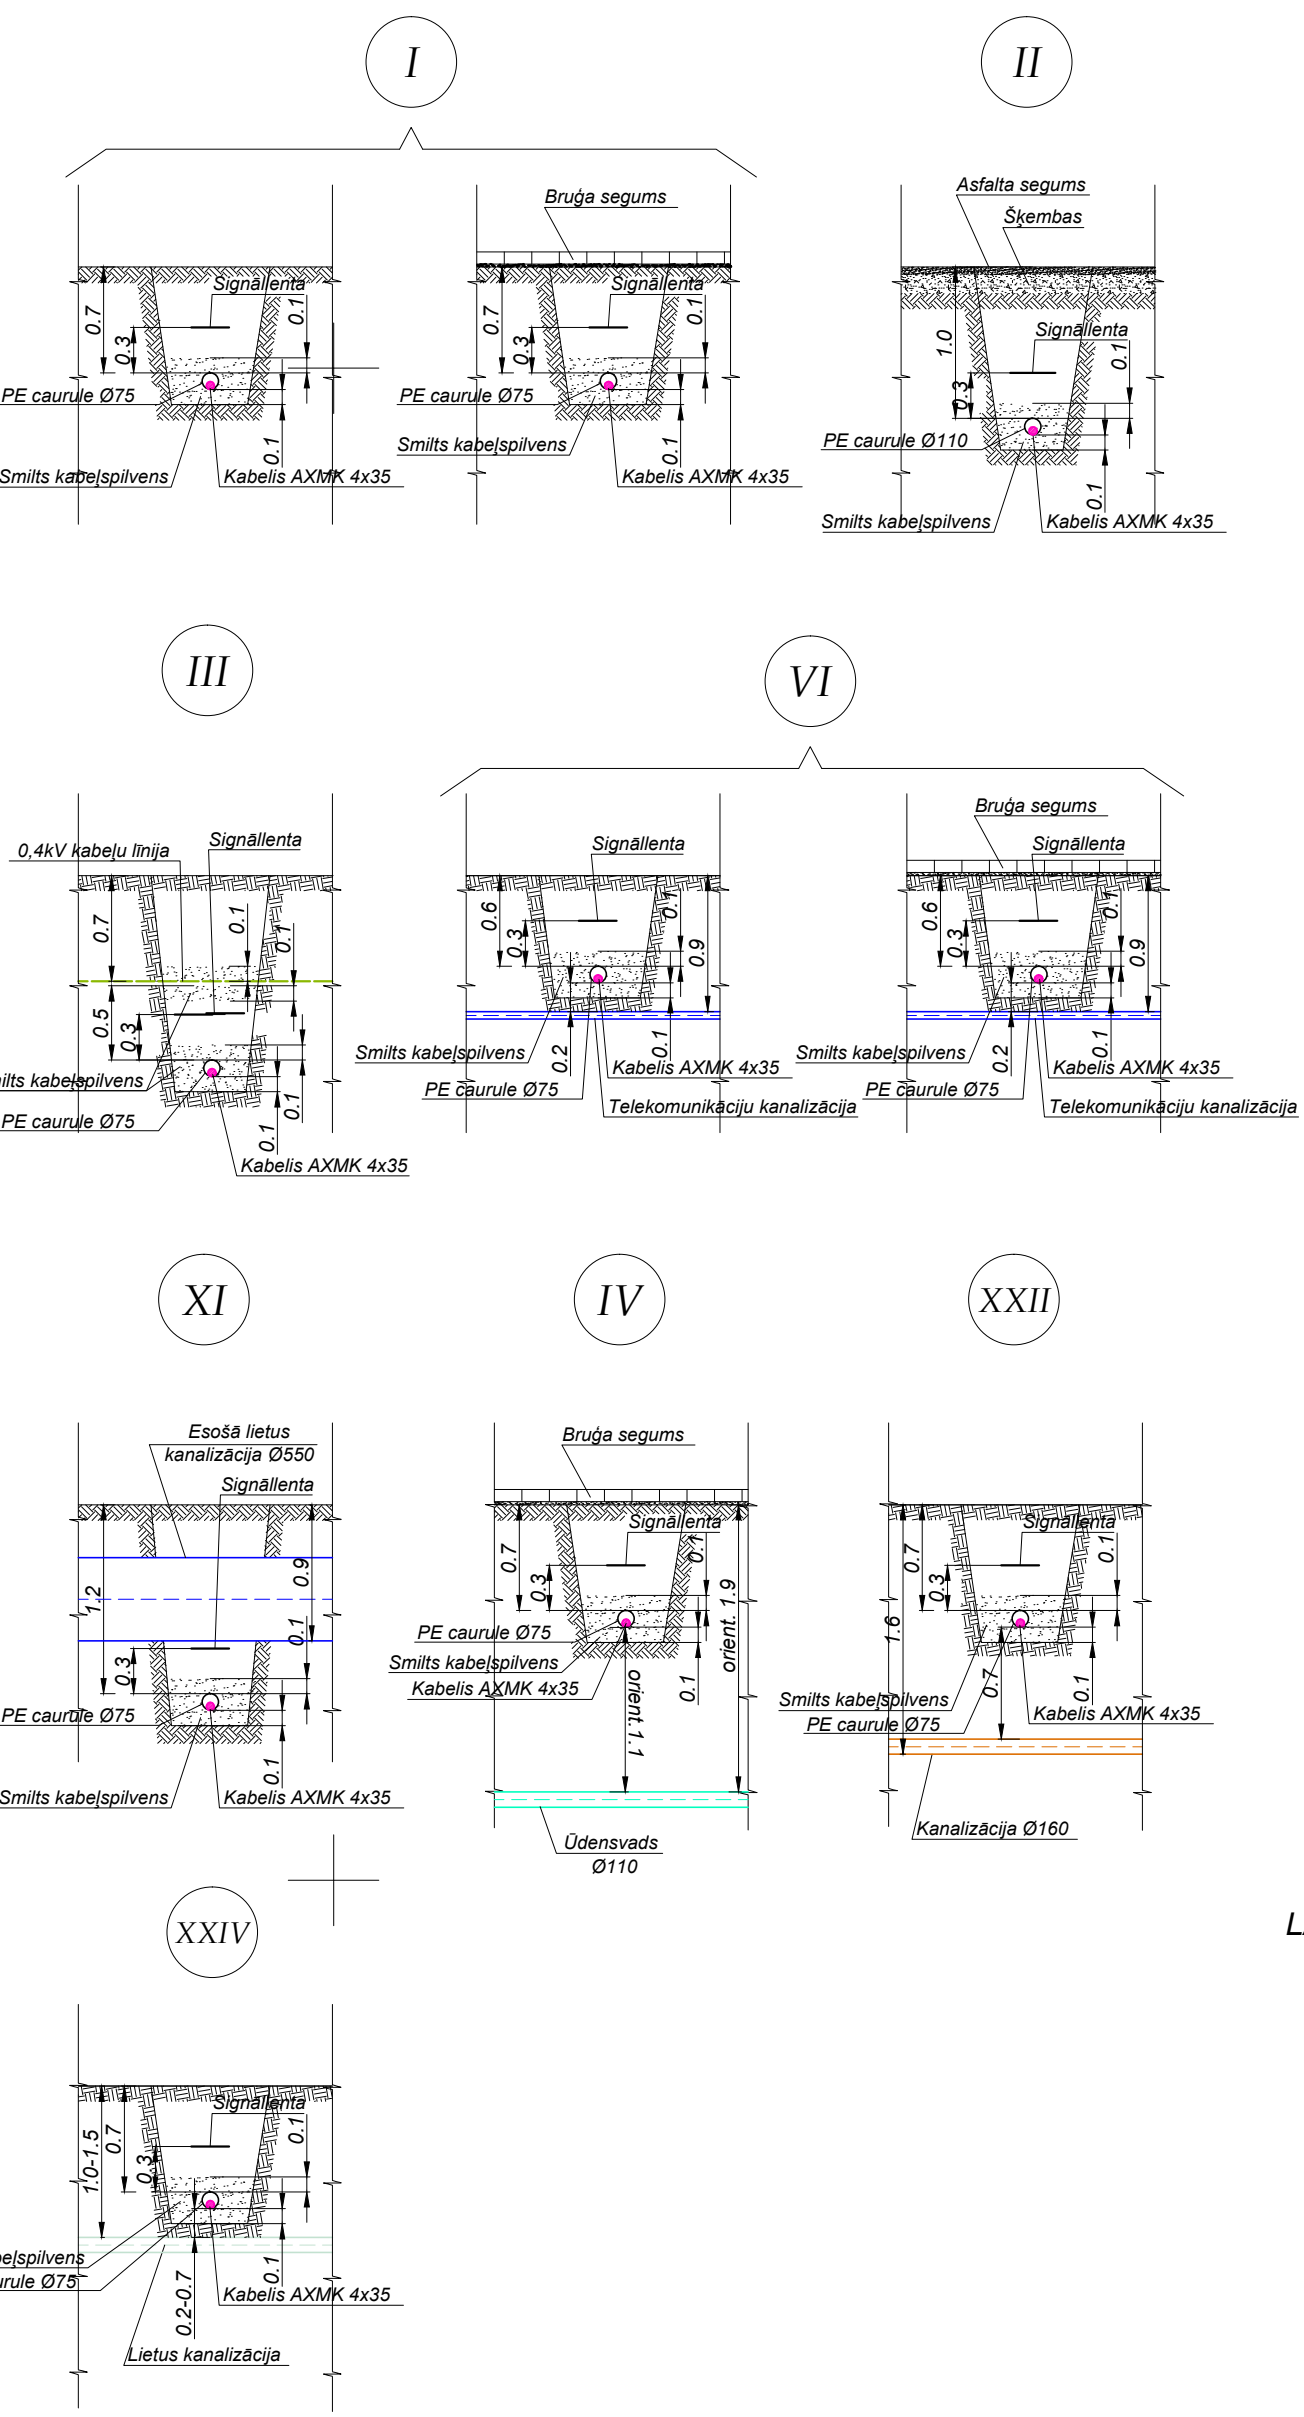 I
II
Bruģa segums
Signāllenta
0.7
0.3
0.1
PE caurule Ø75
Smilts kabeļspilvens
0.1
Kabelis AXMK 4x35
Signāllenta
0.7
0.3
0.1
PE caurule Ø75
Smilts kabeļspilvens
0.1
Kabelis AXMK 4x35
Asfalta segums
Šķembas
Signāllenta
1.0
0.3
0.1
PE caurule Ø110
0.1
Smilts kabeļspilvens
Kabelis AXMK 4x35
III
VI
0,4kV kabeļu līnija
Signāllenta
0.7
0.1
0.1
0.5
0.3
kabeļspilvens
PE caurule Ø75
0.1
0.1
Kabelis AXMK 4x35
Signāllenta
0.6
0.3
0.1
0.9
Smilts kabeļspilvens
0.2
0.1
Kabelis AXMK 4x35
PE caurule Ø75
Telekomunikāciju kanalizācija
Bruģa segums
Signāllenta
0.6
0.3
0.1
0.9
Smilts kabeļspilvens
0.2
0.1
Kabelis AXMK 4x35
PE caurule Ø75
Telekomunikāciju kanalizācija
XI
IV
XXII
Esošā lietus
kanalizācija Ø550
Signāllenta
1.2
0.9
0.1
0.3
PE caurule Ø75
0.1
Smilts kabeļspilvens
Kabelis AXMK 4x35
Bruģa segums
Signāllenta
0.7
0.3
0.1
orient. 1.9
PE caurule Ø75
Smilts kabeļspilvens
Kabelis AXMK 4x35
orient. 1.1
0.1
Ūdensvads
Ø110
Signāllenta
0.7
0.3
0.1
1.6
0.7
0.1
Smilts kabeļspilvens
Kabelis AXMK 4x35
PE caurule Ø75
Kanalizācija Ø160
XXIV
Signāllenta
1.0-1.5
0.7
0.3
0.1
Ø75
0.2-0.7
0.1
Kabelis AXMK 4x35
Lietus kanalizācija